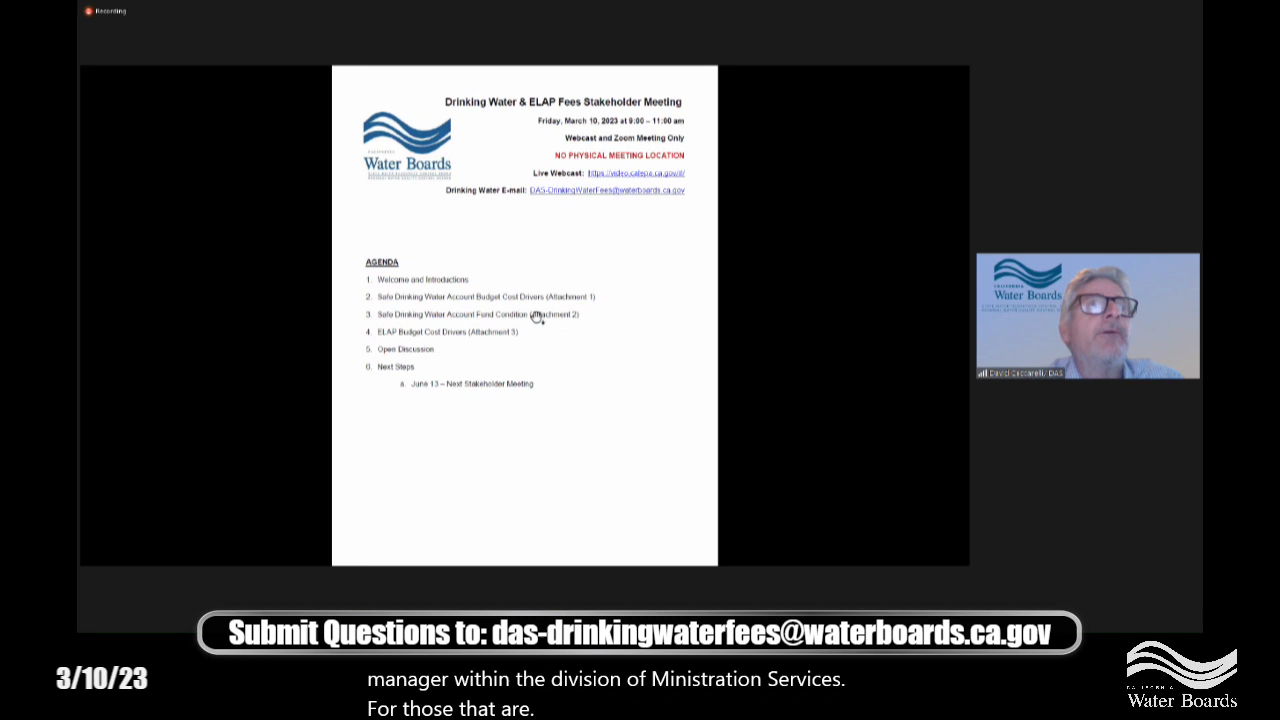 Recording
Drinking Water & ELAP Fees Stakeholder Meeting
Friday, March 10, 2023 at 9:00 – 11:00 am
Webcast and Zoom Meeting Only
NO PHYSICAL MEETING LOCATION
Live Webcast: https://video.calepa.ca.gov/#/
Drinking Water E-mail: DAS-DrinkingWaterFees@waterboards.ca.gov
CALIFORNIA
Water Boards
AGENDA
1. Welcome and Introductions
2. Safe Drinking Water Account Budget Cost Drivers (Attachment 1)
3. Safe Drinking Water Account Fund Condition (Attachment 2)
4. ELAP Budget Cost Drivers (Attachment 3)
5. Open Discussion
6. Next Steps
a. June 13 – Next Stakeholder Meeting
CALIFORNIA
Water Boards
David Ceccarelli/ DAS
Submit Questions to: das-drinkingwaterfees@waterboards.ca.gov
3/10/23
manager within the division of Ministration Services.
For those that are.
CALIFORNIA
Water Boards